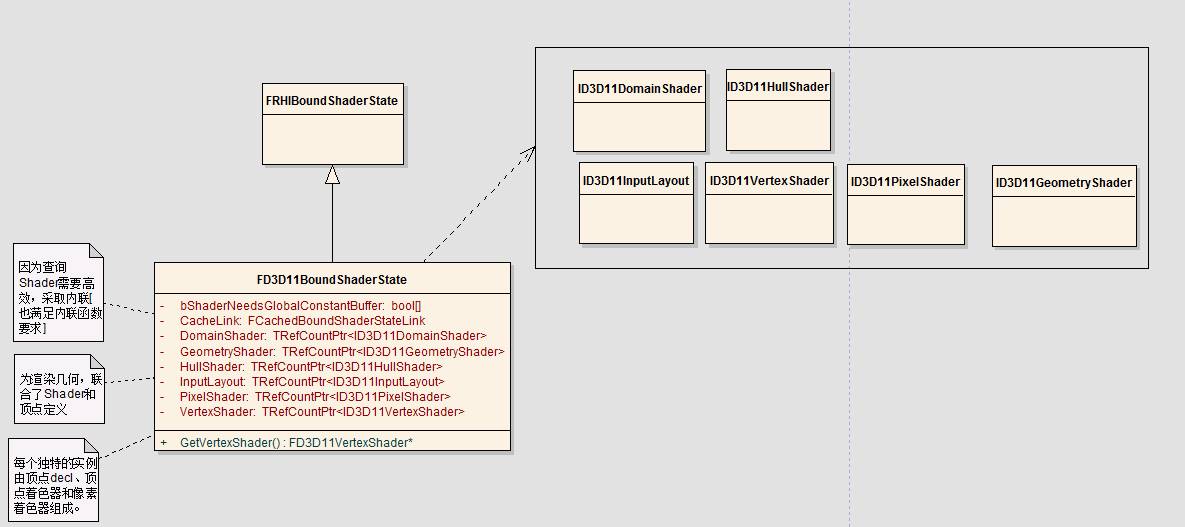 FRHIBoundShaderState
ID3D11DomainShader
ID3D11HullShader
ID3D11InputLayout
ID3D11VertexShader
ID3D11PixelShader
ID3D11GeometryShader
因为查询
Shader需要高
效，采取内联[
也满足内联函数
要求]
为渲染几何，联
合了Shader和
顶点定义
每个独特的实例
由顶点decl、顶
点着色器和像素
着色器组成。
FD3D11BoundShaderState
- bShaderNeedsGlobalConstantBuffer: bool[]
- CacheLink: FCachedBoundShaderStateLink
- DomainShader: TRefCountPtr<ID3D11DomainShader>
- GeometryShader: TRefCountPtr<ID3D11GeometryShader>
- HullShader: TRefCountPtr<ID3D11HullShader>
- InputLayout: TRefCountPtr<ID3D11InputLayout>
- PixelShader: TRefCountPtr<ID3D11PixelShader>
- VertexShader: TRefCountPtr<ID3D11VertexShader>
+ GetVertexShader() : FD3D11VertexShader*